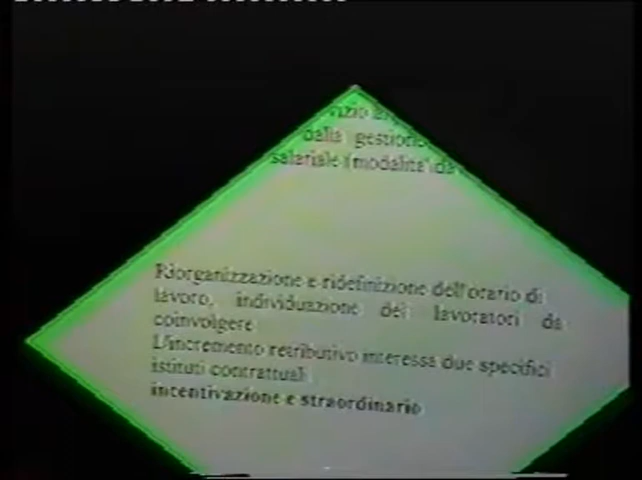 dalla gestione
salariale (modalita' da
Riorganizzazione e ridefinizione dell'orario di
lavoro, individuazione dei lavoratori da
coinvolgere
L'incremento retributivo interessa due specifici
istituti contrattuali
incentivazione e straordinario